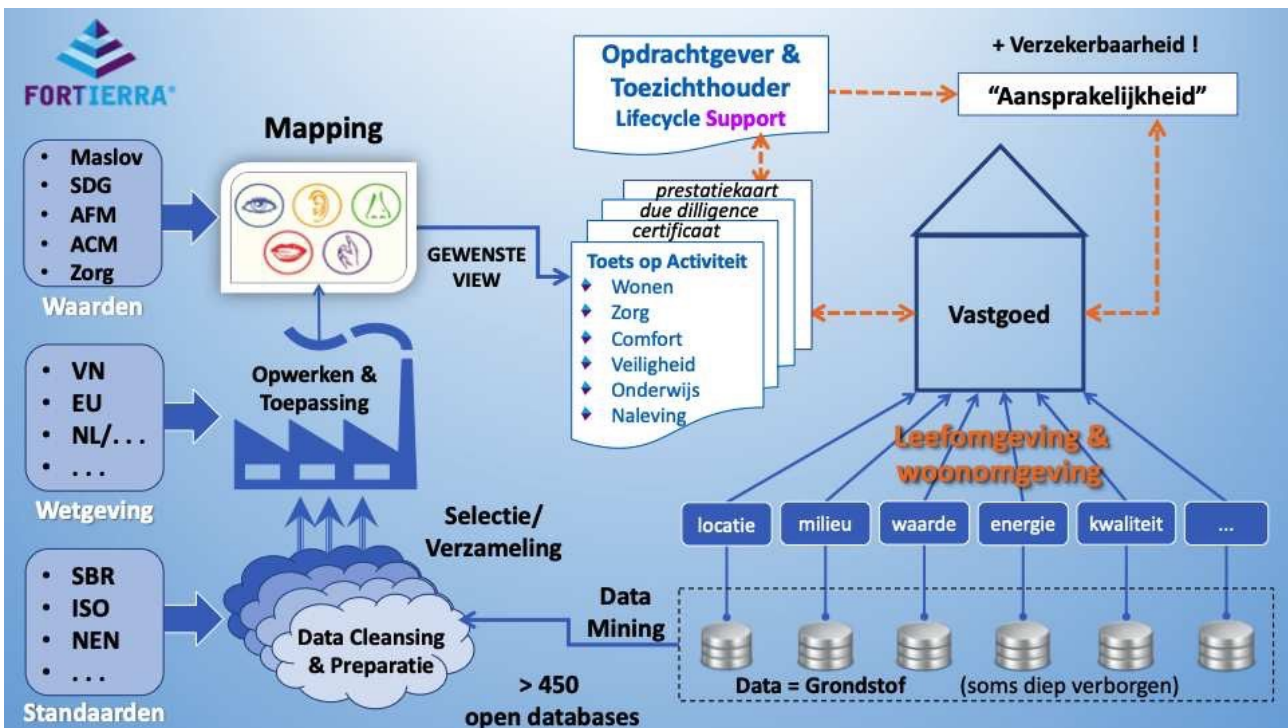 FORTIERRA®
• Maslov
• SDG
• AFM
• ACM
• Zorg
Waarden
• VN
• EU
• NL/. . .
• . . .
Wetgeving
• SBR
• ISO
• NEN
• . . .
Standaarden
Mapping
GEWENSTE
VIEW
Opwerken &
Toepassing
Selectie/
Verzameling
Data Cleansing
& Preparatie
Data
Mining
> 450
open databases
Opdrachtgever &
Toezichthouder
Lifecycle Support
prestatiekaart
due dilligence
certificaat
Toets op Activiteit
Wonen
Zorg
Comfort
Veiligheid
Onderwijs
Naleving
+ Verzekerbaarheid !
“Aansprakelijkheid”
Vastgoed
Leefomgeving &
woonomgeving
locatie
milieu
waarde
energie
kwaliteit
...
Data = Grondstof (soms diep verborgen)